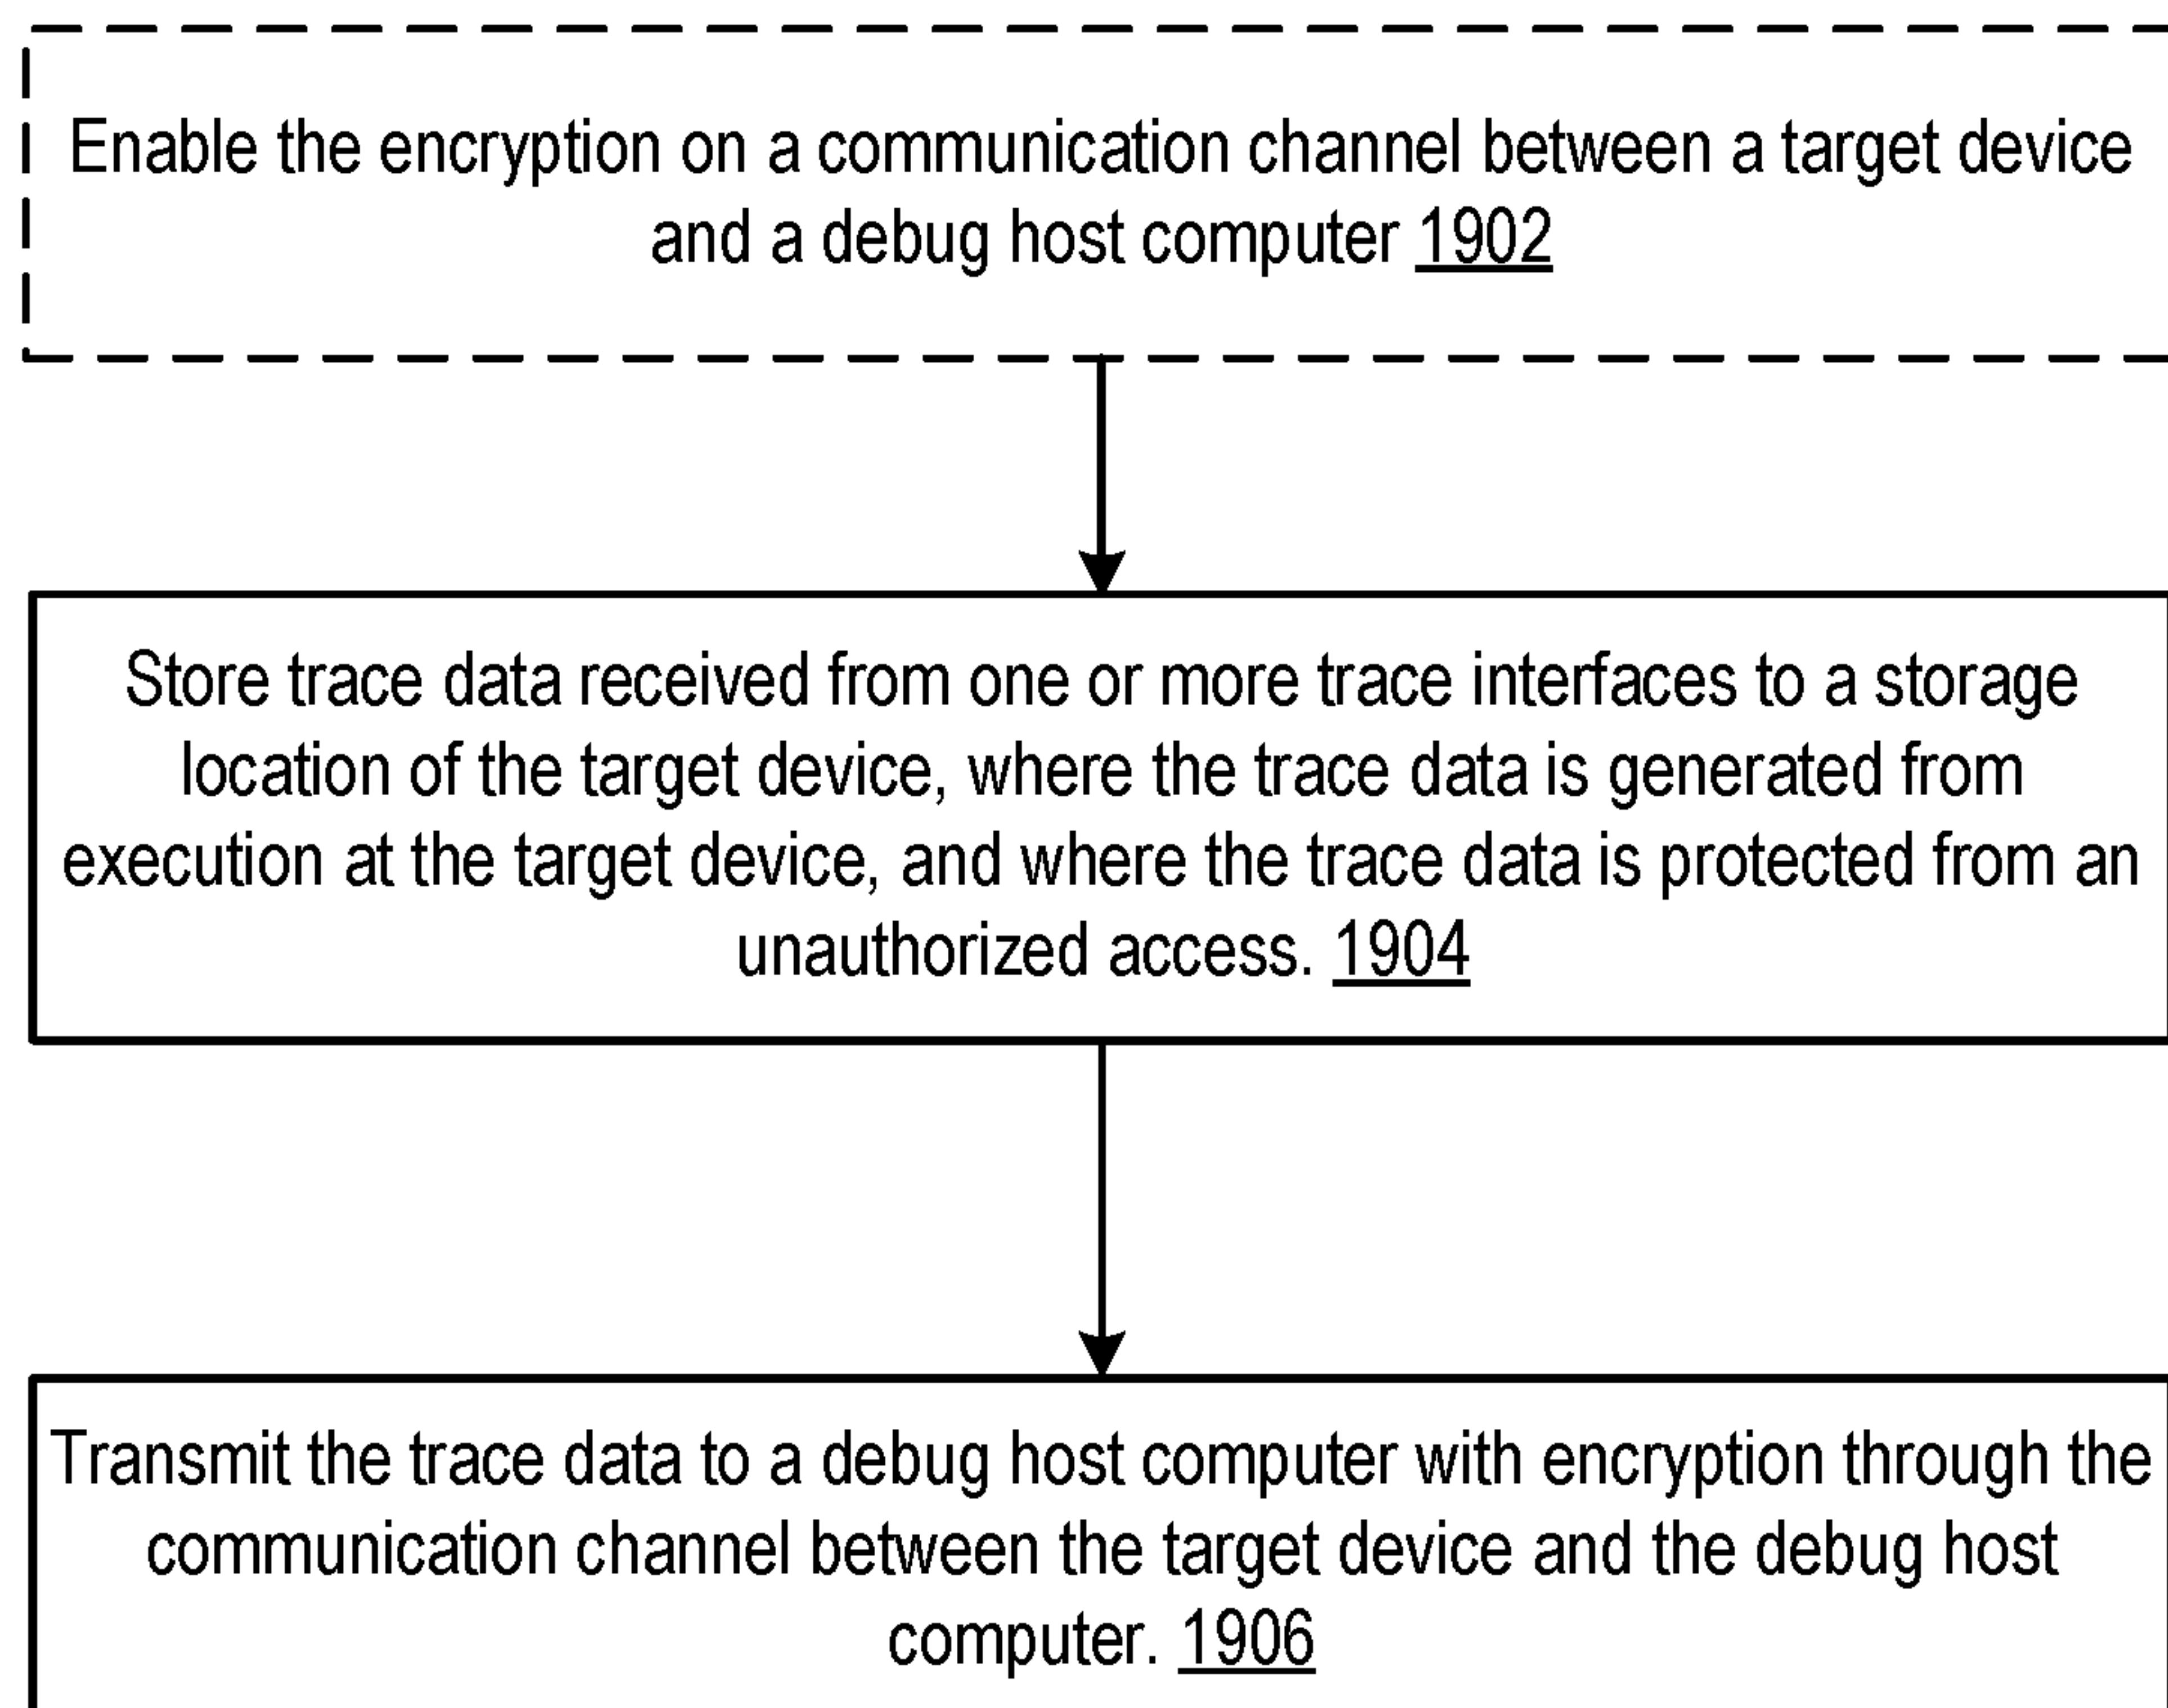 Enable the encryption on a communication channel between a target device
and a debug host computer 1902
Store trace data received from one or more trace interfaces to a storage
location of the target device, where the trace data is generated from
execution at the target device, and where the trace data is protected from an
unauthorized access. 1904
Transmit the trace data to a debug host computer with encryption through the
communication channel between the target device and the debug host
computer. 1906